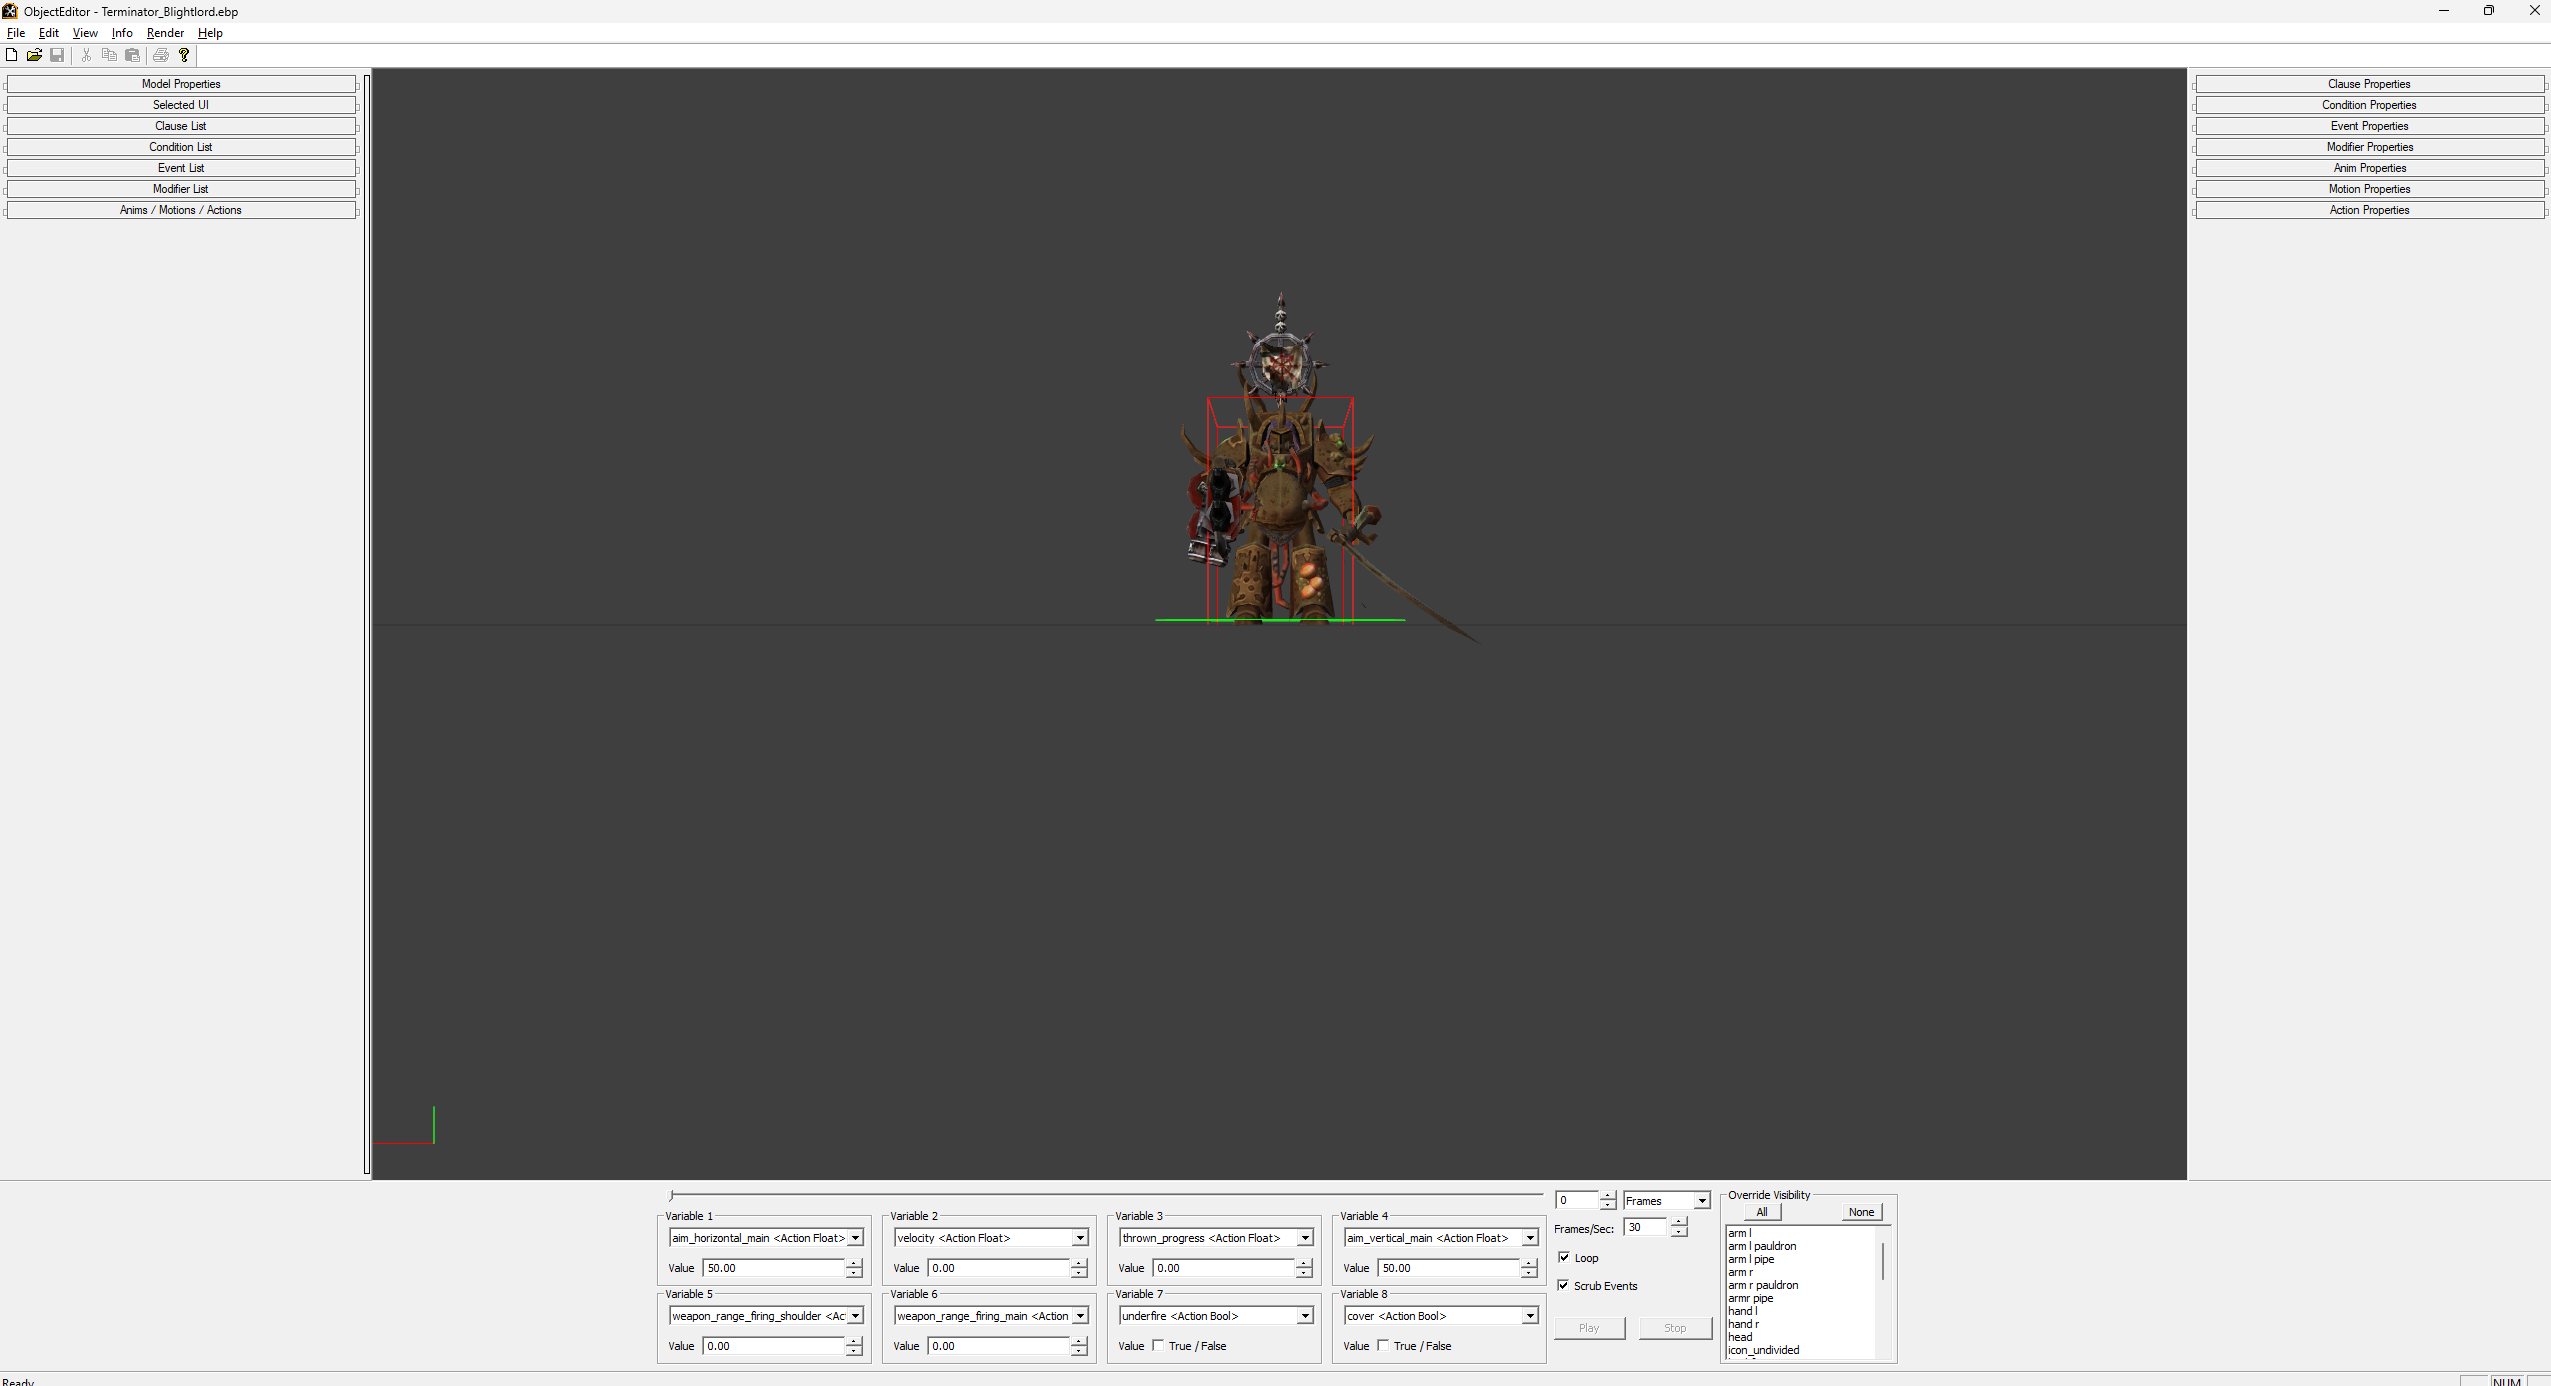 ObjectEditor - Terminator_Blightlord.ebp
File Edit View Info Render Help
Model Properties
Selected UI
Clause List
Condition List
Event List
Modifier List
Anims / Motions / Actions
Clause Properties
Condition Properties
Event Properties
Modifier Properties
Anim Properties
Motion Properties
Action Properties
0 Frames
Frames/Sec: 30
Loop
Scrub Events
Play Stop
Variable 1
aim_horizontal_main <Action Float>
Value 50.00
Variable 2
velocity <Action Float>
Value 0.00
Variable 3
thrown_progress <Action Float>
Value 0.00
Variable 4
aim_vertical_main <Action Float>
Value 50.00
Variable 5
weapon_range_firing_shoulder <Ac
Value 0.00
Variable 6
weapon_range_firing_main <Action
Value 0.00
Variable 7
underfire <Action Bool>
Value True / False
Variable 8
cover <Action Bool>
Value True / False
Override Visibility
All None
arm l
arm l pauldron
arm l pipe
arm r
arm r pauldron
armr pipe
hand l
hand r
head
icon_undivided
Ready
NUM